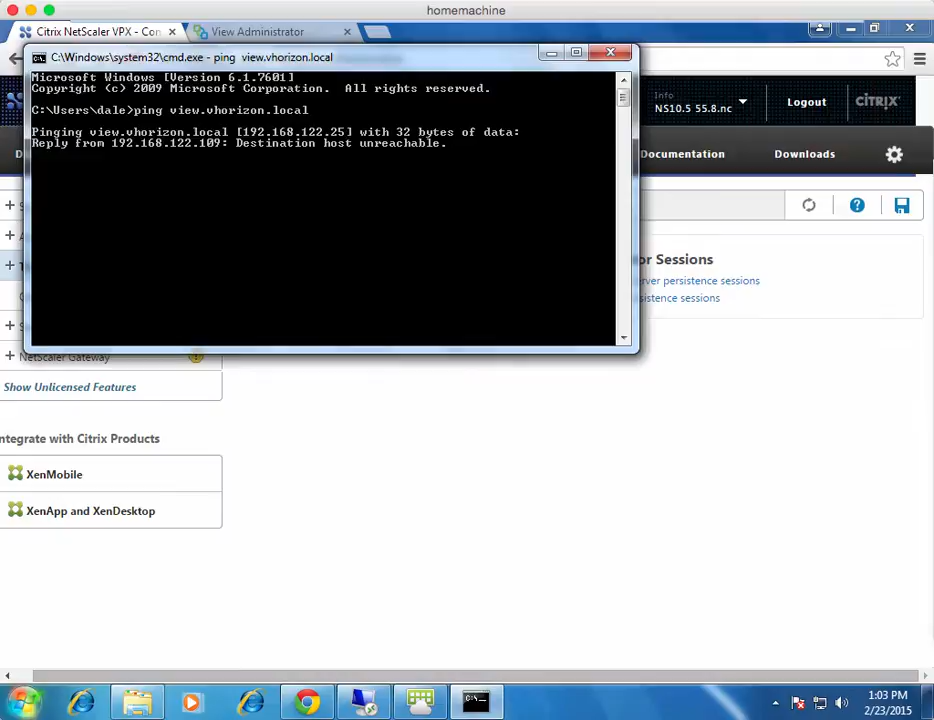 homemachine
Citrix NetScaler VPX - Con
View Administrator
C:\Windows\system32\cmd.exe - ping view.vhorizon.local
Microsoft Windows [Version 6.1.7601]
Copyright (c) 2009 Microsoft Corporation. All rights reserved.
C:\Users\dale>ping view.vhorizon.local
Pinging view.vhorizon.local [192.168.122.25] with 32 bytes of data:
Reply from 192.168.122.109: Destination host unreachable.
Info
NS10.5 55.8.nc
Logout
CITRIX
Documentation
Downloads
or Sessions
rver persistence sessions
sistence sessions
NetScaler Gateway
Show Unlicensed Features
ntegrate with Citrix Products
XenMobile
XenApp and XenDesktop
C:\_
1:03 PM
2/23/2015